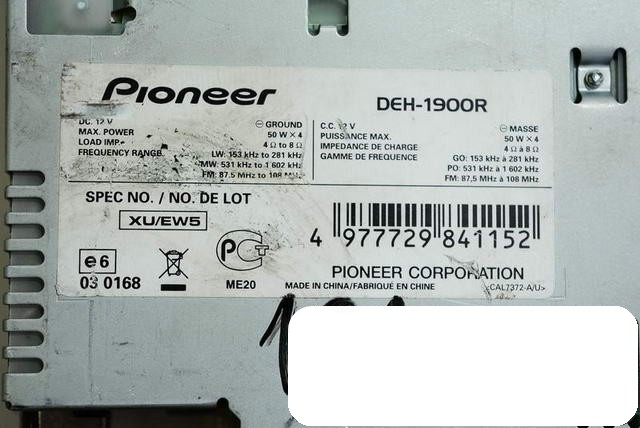 Pioneer
DEH-1900R
DC. 12 V
⊖ GROUND
MAX. POWER
50 W × 4
LOAD IMP.
4 Ω to 8 Ω
FREQUENCY RANGE
LW: 153 kHz to 281 kHz
MW: 531 kHz to 1 602 kHz
FM: 87,5 MHz to 108 MHz
C.C. 12 V
⊖ MASSE
PUISSANCE MAX.
50 W × 4
IMPEDANCE DE CHARGE
4 Ω à 8 Ω
GAMME DE FREQUENCE
GO: 153 kHz à 281 kHz
PO: 531 kHz à 1 602 kHz
FM: 87,5 MHz à 108 MHz
SPEC NO. / NO. DE LOT
XU/EW5
e6
03 0168
ME20
4 977729 841152
PIONEER CORPORATION
MADE IN CHINA/FABRIQUÉ EN CHINE
<CAL7372-A/U>